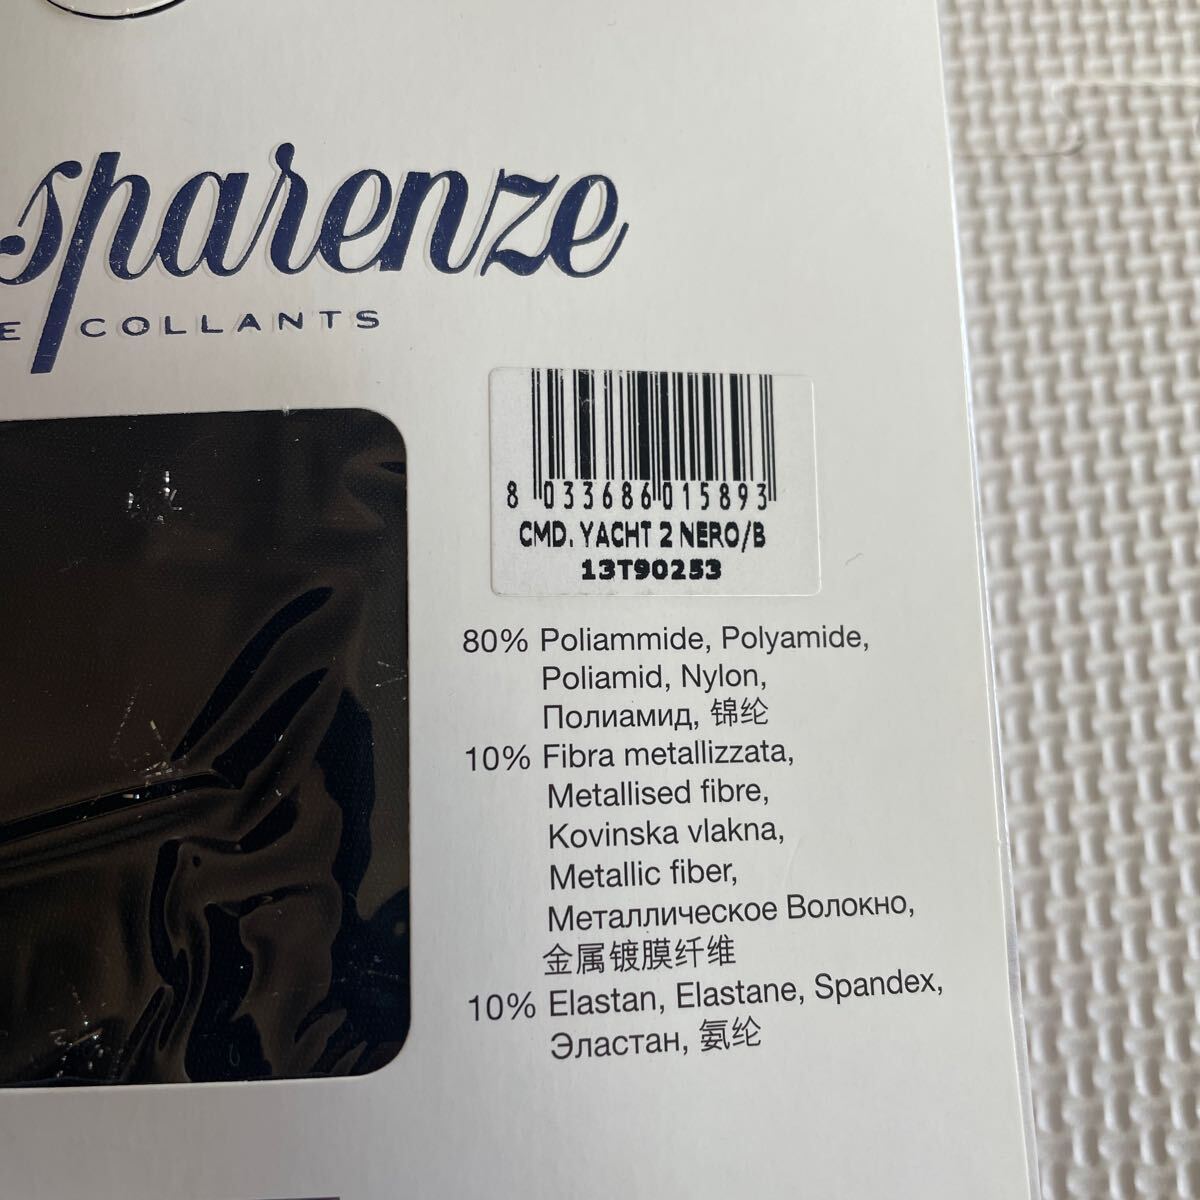 sparenze
E COLLANTS
8 033686 015893
CMD. YACHT 2 NERO/B
13T90253
80% Poliammide, Polyamide,
Poliamid, Nylon,
Полиамид, 锦纶
10% Fibra metallizzata,
Metallised fibre,
Kovinska vlakna,
Metallic fiber,
Металлическое Волокно,
金属镀膜纤维
10% Elastan, Elastane, Spandex,
Эластан, 氨纶